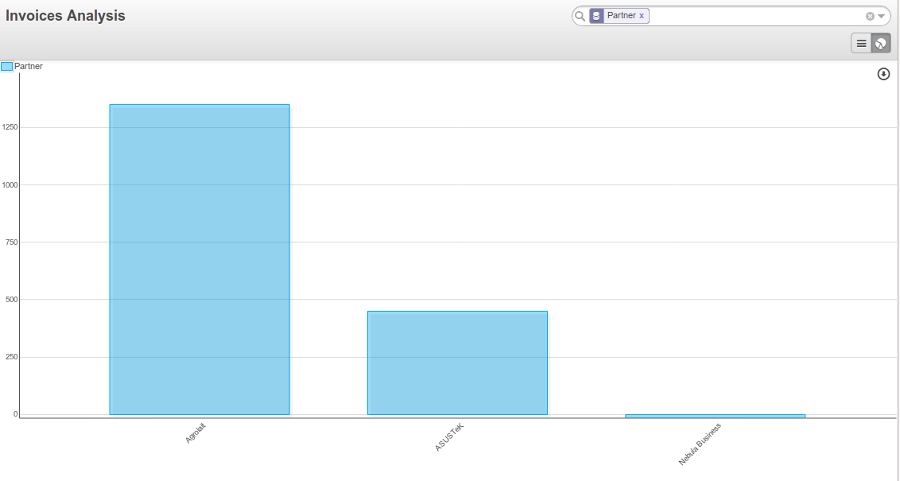 Invoices Analysis
Partner x
Partner
1250
1000
750
500
250
0
Agrolait
ASUSTeK
Nebula Business